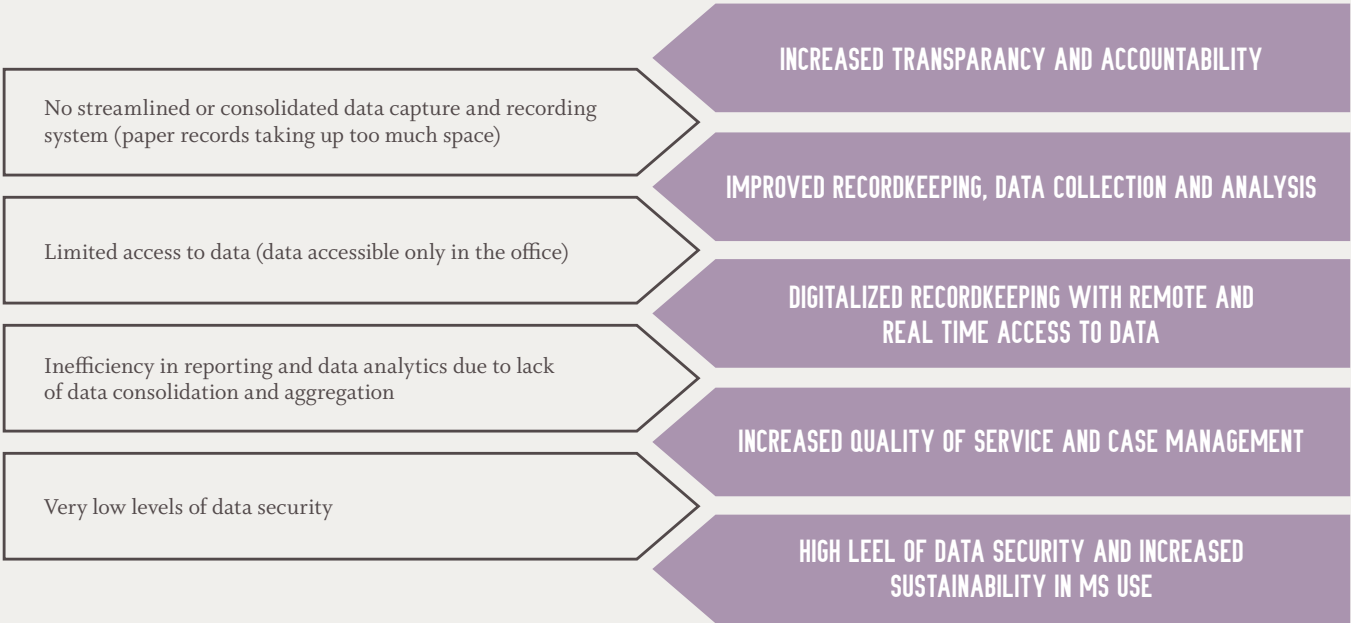 No streamlined or consolidated data capture and recording
system (paper records taking up too much space)
Limited access to data (data accessible only in the office)
Inefficiency in reporting and data analytics due to lack
of data consolidation and aggregation
Very low levels of data security
INCREASED TRANSPARANCY AND ACCOUNTABILITY
IMPROVED RECORDKEEPING, DATA COLLECTION AND ANALYSIS
DIGITALIZED RECORDKEEPING WITH REMOTE AND
REAL TIME ACCESS TO DATA
INCREASED QUALITY OF SERVICE AND CASE MANAGEMENT
HIGH LEEL OF DATA SECURITY AND INCREASED
SUSTAINABILITY IN MS USE